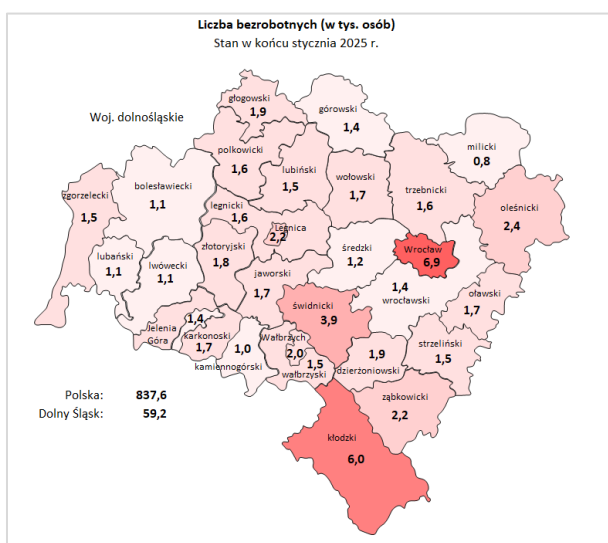 Liczba bezrobotnych (w tys. osób)
Stan w końcu stycznia 2025 r.
Woj. dolnośląskie
głogowski
1,9
górowski
1,4
milicki
0,8
polkowicki
1,6
lubiński
1,5
wołowski
1,7
trzebnicki
1,6
oleśnicki
2,4
zgorzelecki
1,5
bolesławiecki
1,1
legnicki
1,6
Legnica
2,2
lubański
1,1
lwówecki
1,1
złotoryjski
1,8
jaworski
1,7
średzki
1,2
Wrocław
6,9
1,4
wrocławski
oławski
1,7
świdnicki
3,9
1,4
Jelenia
Góra
karkonoski
1,7
1,0
kamiennogórski
Wałbrzych
2,0
1,5
wałbrzyski
1,9
dzierżoniowski
strzeliński
1,5
ząbkowicki
2,2
kłodzki
6,0
Polska: 837,6
Dolny Śląsk: 59,2